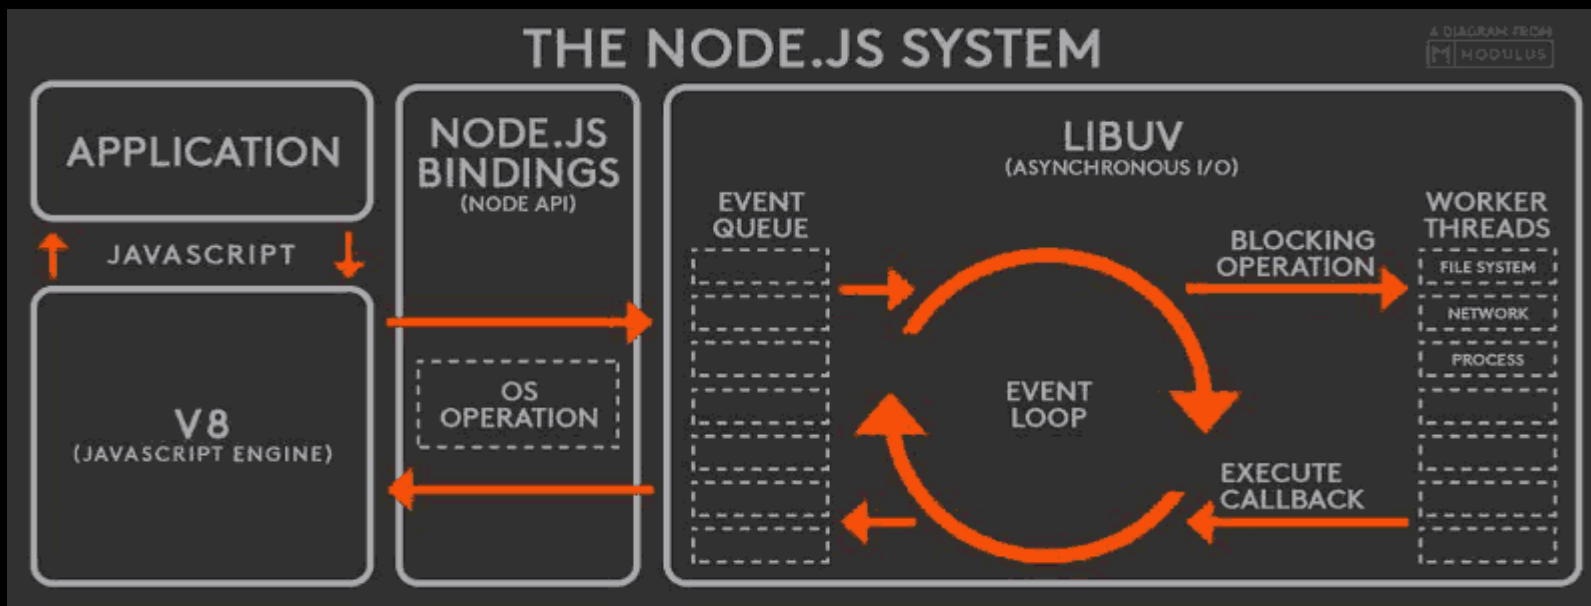 THE NODE.JS SYSTEM
A DIAGRAM FROM
MODULUS
APPLICATION
JAVASCRIPT
V8
(JAVASCRIPT ENGINE)
NODE.JS
BINDINGS
(NODE API)
OS
OPERATION
LIBUV
(ASYNCHRONOUS I/O)
EVENT
QUEUE
EVENT
LOOP
BLOCKING
OPERATION
EXECUTE
CALLBACK
WORKER
THREADS
FILE SYSTEM
NETWORK
PROCESS